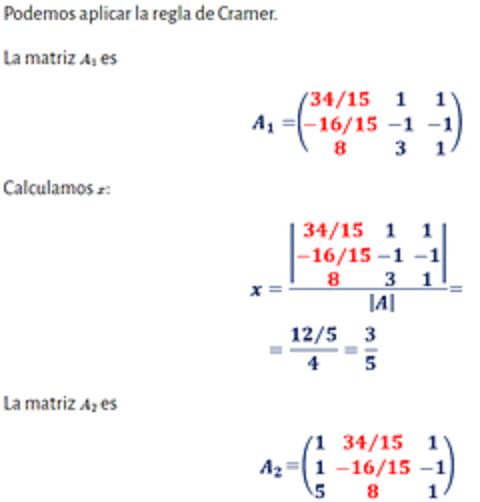 Podemos aplicar la regla de Cramer.
La matriz A₁ es
A₁ = (34/15 1 1
−16/15 −1 −1
8 3 1)
Calculamos x:
|34/15 1 1|
|−16/15 −1 −1|
|8 3 1|
x = ―――――― =
|A|
= 12/5 / 4 = 3/5
La matriz A₂ es
A₂ = (1 34/15 1
1 −16/15 −1
5 8 1)